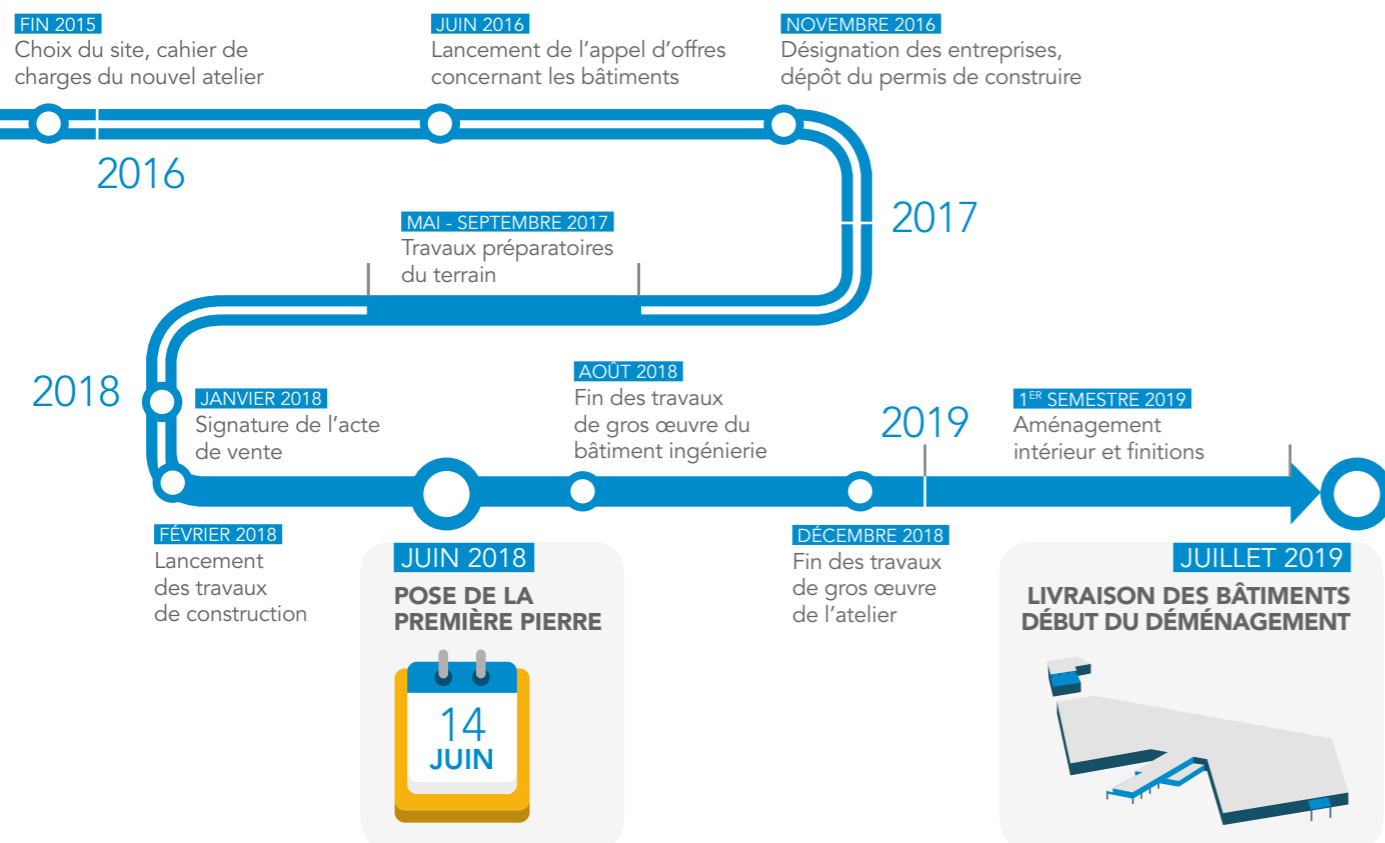 FIN 2015
Choix du site, cahier de
charges du nouvel atelier
JUIN 2016
Lancement de l’appel d’offres
concernant les bâtiments
NOVEMBRE 2016
Désignation des entreprises,
dépôt du permis de construire
2016
2017
MAI - SEPTEMBRE 2017
Travaux préparatoires
du terrain
2018
JANVIER 2018
Signature de l’acte
de vente
FÉVRIER 2018
Lancement
des travaux
de construction
JUIN 2018
POSE DE LA
PREMIÈRE PIERRE
14
JUIN
AOÛT 2018
Fin des travaux
de gros œuvre du
bâtiment ingénierie
DÉCEMBRE 2018
Fin des travaux
de gros œuvre
de l’atelier
2019
1ER SEMESTRE 2019
Aménagement
intérieur et finitions
JUILLET 2019
LIVRAISON DES BÂTIMENTS
DÉBUT DU DÉMÉNAGEMENT